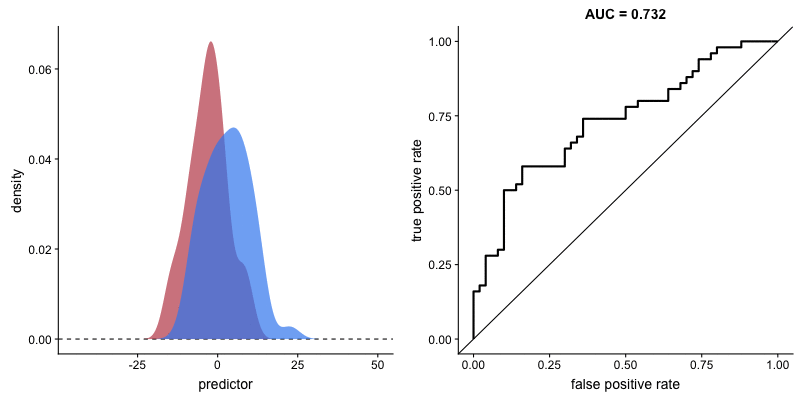 density
0.06
0.04
0.02
0.00
-25 0 25 50
predictor
AUC = 0.732
true positive rate
1.00
0.75
0.50
0.25
0.00
0.00 0.25 0.50 0.75 1.00
false positive rate